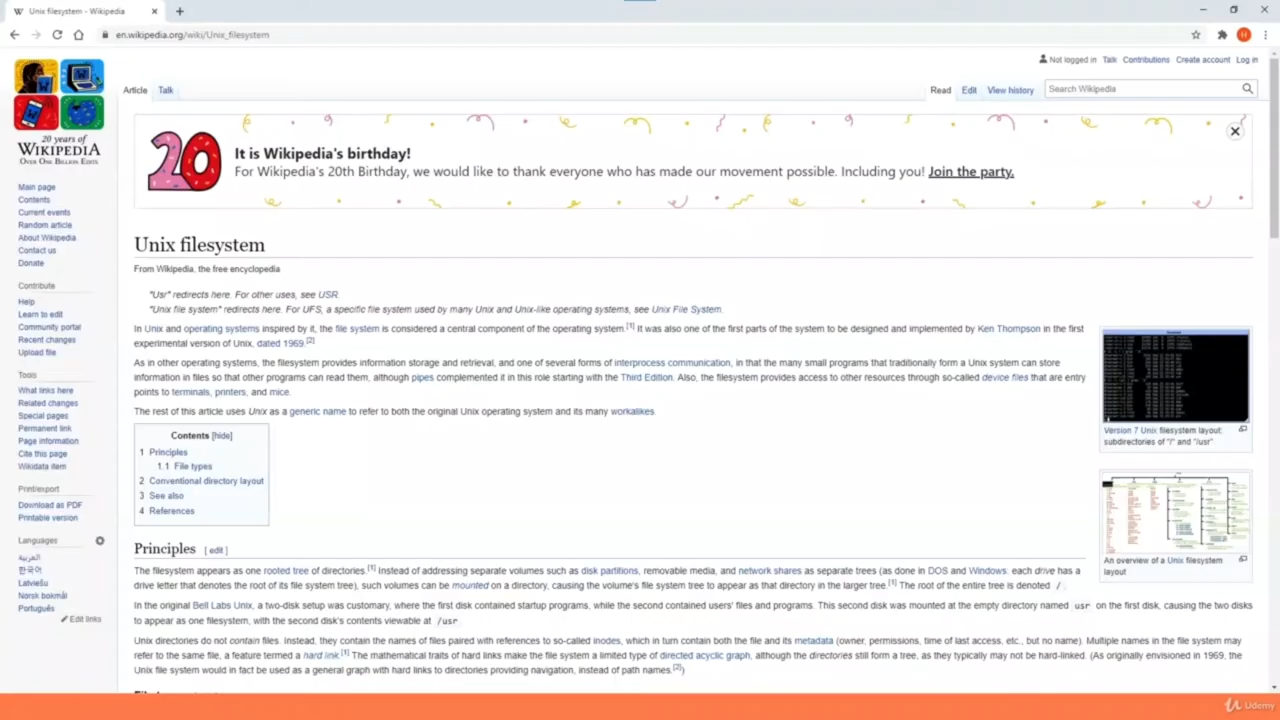 Unix filesystem - Wikipedia
en.wikipedia.org/wiki/Unix_filesystem
H
Not logged in Talk Contributions Create account Log in
Article Talk
Read Edit View history
Search Wikipedia
20 years of
WIKIPEDIA
OVER ONE BILLION EDITS
20
It is Wikipedia's birthday!
For Wikipedia's 20th Birthday, we would like to thank everyone who has made our movement possible. Including you! Join the party.
Main page
Contents
Current events
Random article
About Wikipedia
Contact us
Donate
Contribute
Help
Learn to edit
Community portal
Recent changes
Upload file
Tools
What links here
Related changes
Special pages
Permanent link
Page information
Cite this page
Wikidata item
Print/export
Download as PDF
Printable version
Languages
العربية
한국어
Latviešu
Norsk bokmål
Português
Edit links
Unix filesystem
From Wikipedia, the free encyclopedia
"Usr" redirects here. For other uses, see USR.
"Unix file system" redirects here. For UFS, a specific file system used by many Unix and Unix-like operating systems, see Unix File System.
In Unix and operating systems inspired by it, the file system is considered a central component of the operating system.[1] It was also one of the first parts of the system to be designed and implemented by Ken Thompson in the first
experimental version of Unix, dated 1969.[2]
As in other operating systems, the filesystem provides information storage and retrieval, and one of several forms of interprocess communication, in that the many small programs that traditionally form a Unix system can store
information in files so that other programs can read them, although pipes complemented it in this role starting with the Third Edition. Also, the filesystem provides access to other resources through so-called device files that are entry
points to terminals, printers, and mice.
The rest of this article uses Unix as a generic name to refer to both the original Unix operating system and its many workalikes.
Contents [hide]
1 Principles
1.1 File types
2 Conventional directory layout
3 See also
4 References
Version 7 Unix filesystem layout:
subdirectories of "/" and "/usr"
An overview of a Unix filesystem
layout
Principles [ edit ]
The filesystem appears as one rooted tree of directories.[1] Instead of addressing separate volumes such as disk partitions, removable media, and network shares as separate trees (as done in DOS and Windows: each drive has a
drive letter that denotes the root of its file system tree), such volumes can be mounted on a directory, causing the volume's file system tree to appear as that directory in the larger tree.[1] The root of the entire tree is denoted / .
In the original Bell Labs Unix, a two-disk setup was customary, where the first disk contained startup programs, while the second contained users' files and programs. This second disk was mounted at the empty directory named usr on the first disk, causing the two disks
to appear as one filesystem, with the second disk's contents viewable at /usr
Unix directories do not contain files. Instead, they contain the names of files paired with references to so-called inodes, which in turn contain both the file and its metadata (owner, permissions, time of last access, etc., but no name). Multiple names in the file system may
refer to the same file, a feature termed a hard link.[1] The mathematical traits of hard links make the file system a limited type of directed acyclic graph, although the directories still form a tree, as they typically may not be hard-linked. (As originally envisioned in 1969, the
Unix file system would in fact be used as a general graph with hard links to directories providing navigation, instead of path names.[2])
Udemy